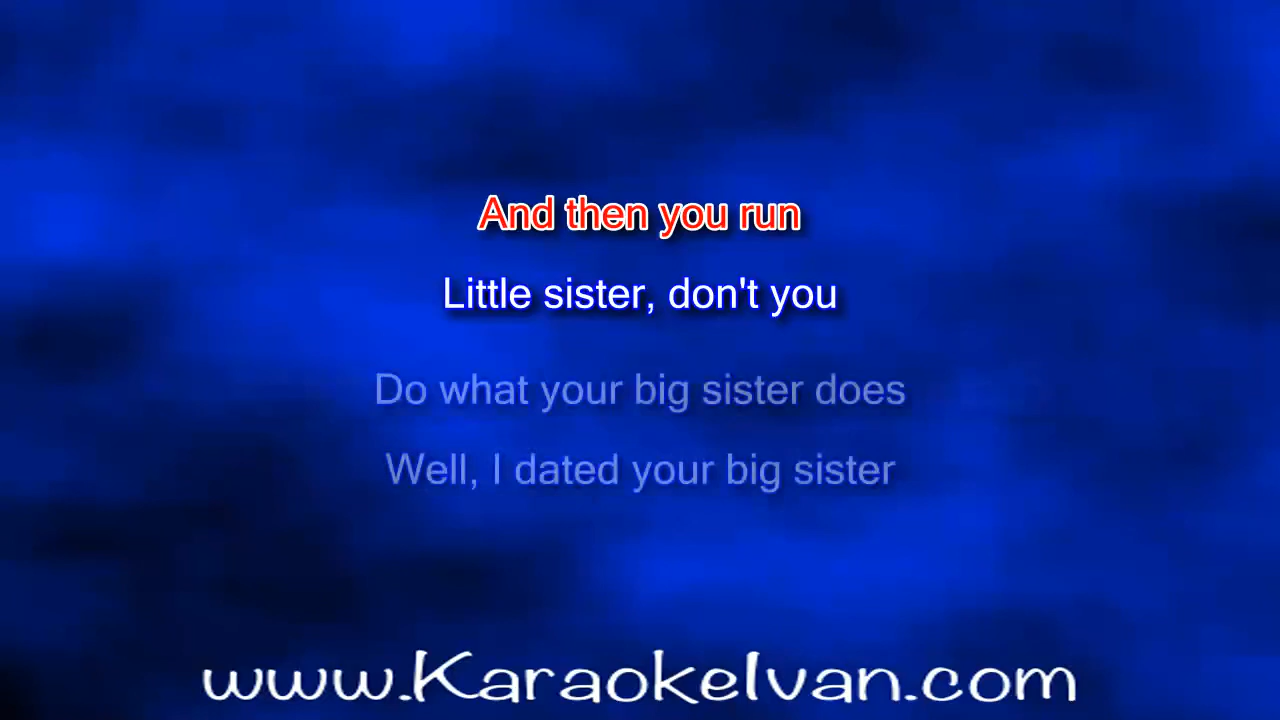 And then you run
Little sister, don't you
Do what your big sister does
Well, I dated your big sister
www.KaraokeIvan.com